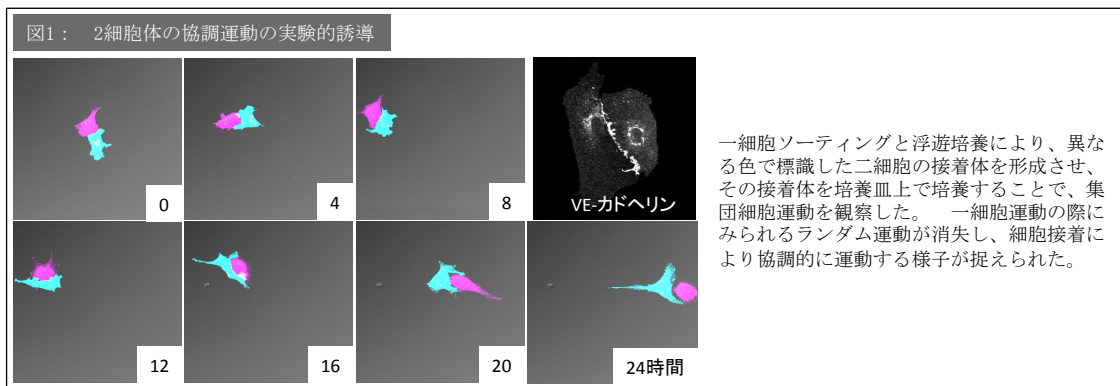 図1： 2細胞体の協調運動の実験的誘導
0
4
8
VE-カドヘリン
12
16
20
24時間
一細胞ソーティングと浮遊培養により、異な
る色で標識した二細胞の接着体を形成させ、
その接着体を培養皿上で培養することで、集
団細胞運動を観察した。 一細胞運動の際に
みられるランダム運動が消失し、細胞接着に
より協調的に運動する様子が捉えられた。